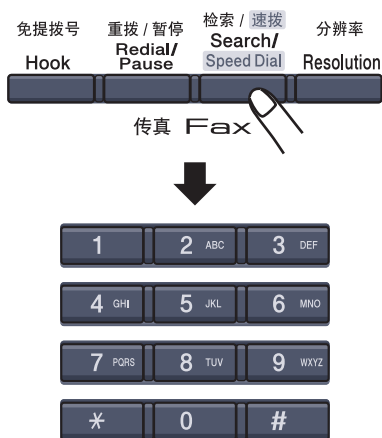 免提拨号 重拨 / 暂停 检索 / 速拨 分辨率
Hook Redial/ Pause Search/ Speed Dial Resolution
传真 Fax
1 2 ABC 3 DEF
4 GHI 5 JKL 6 MNO
7 PQRS 8 TUV 9 WXYZ
* 0 #